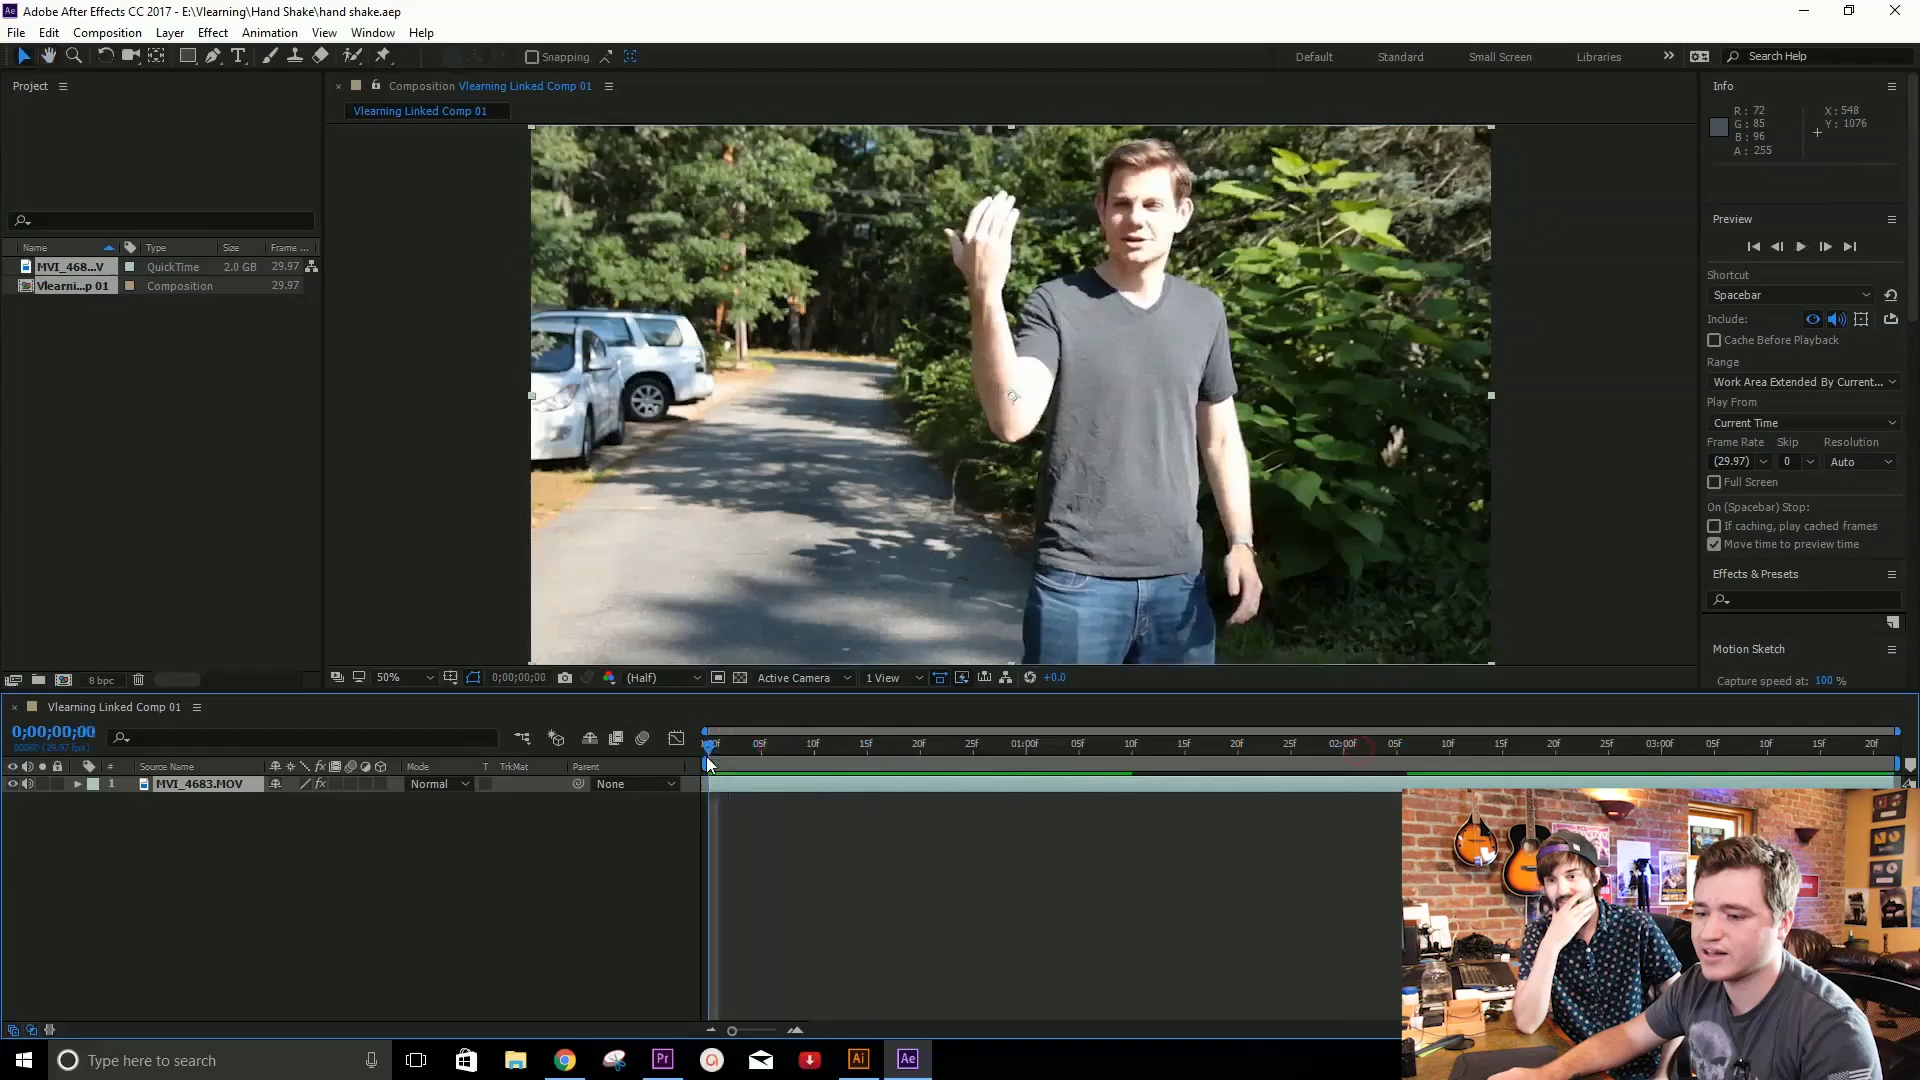 Ae Adobe After Effects CC 2017 - E:\Vlearning\Hand Shake\hand shake.aep
File Edit Composition Layer Effect Animation View Window Help
Snapping
Default Standard Small Screen Libraries
Search Help
Project
Composition Vlearning Linked Comp 01
Vlearning Linked Comp 01
Name Type Size Frame ...
MVI_468...V QuickTime 2.0 GB 29.97
Vlearni...p 01 Composition 29.97
8 bpc
50% 0;00;00;00 (Half) Active Camera 1 View +0.0
Info
R: 72 X: 548
G: 85 Y: 1076
B: 96
A: 255
Preview
Shortcut
Spacebar
Include:
Cache Before Playback
Range
Work Area Extended By Current...
Play From
Current Time
Frame Rate Skip Resolution
(29.97) 0 Auto
Full Screen
On (Spacebar) Stop:
If caching, play cached frames
Move time to preview time
Effects & Presets
Motion Sketch
Capture speed at: 100 %
Vlearning Linked Comp 01
0;00;00;00
(29.97 fps)
05f 10f 15f 20f 25f 01:00f 05f 10f 15f 20f 25f 02:00f 05f 10f 15f 20f 25f 03:00f 05f 10f 15f 20f
# Source Name Mode T TrkMat Parent
1 MVI_4683.MOV Normal None
Type here to search
Pr Ai Ae